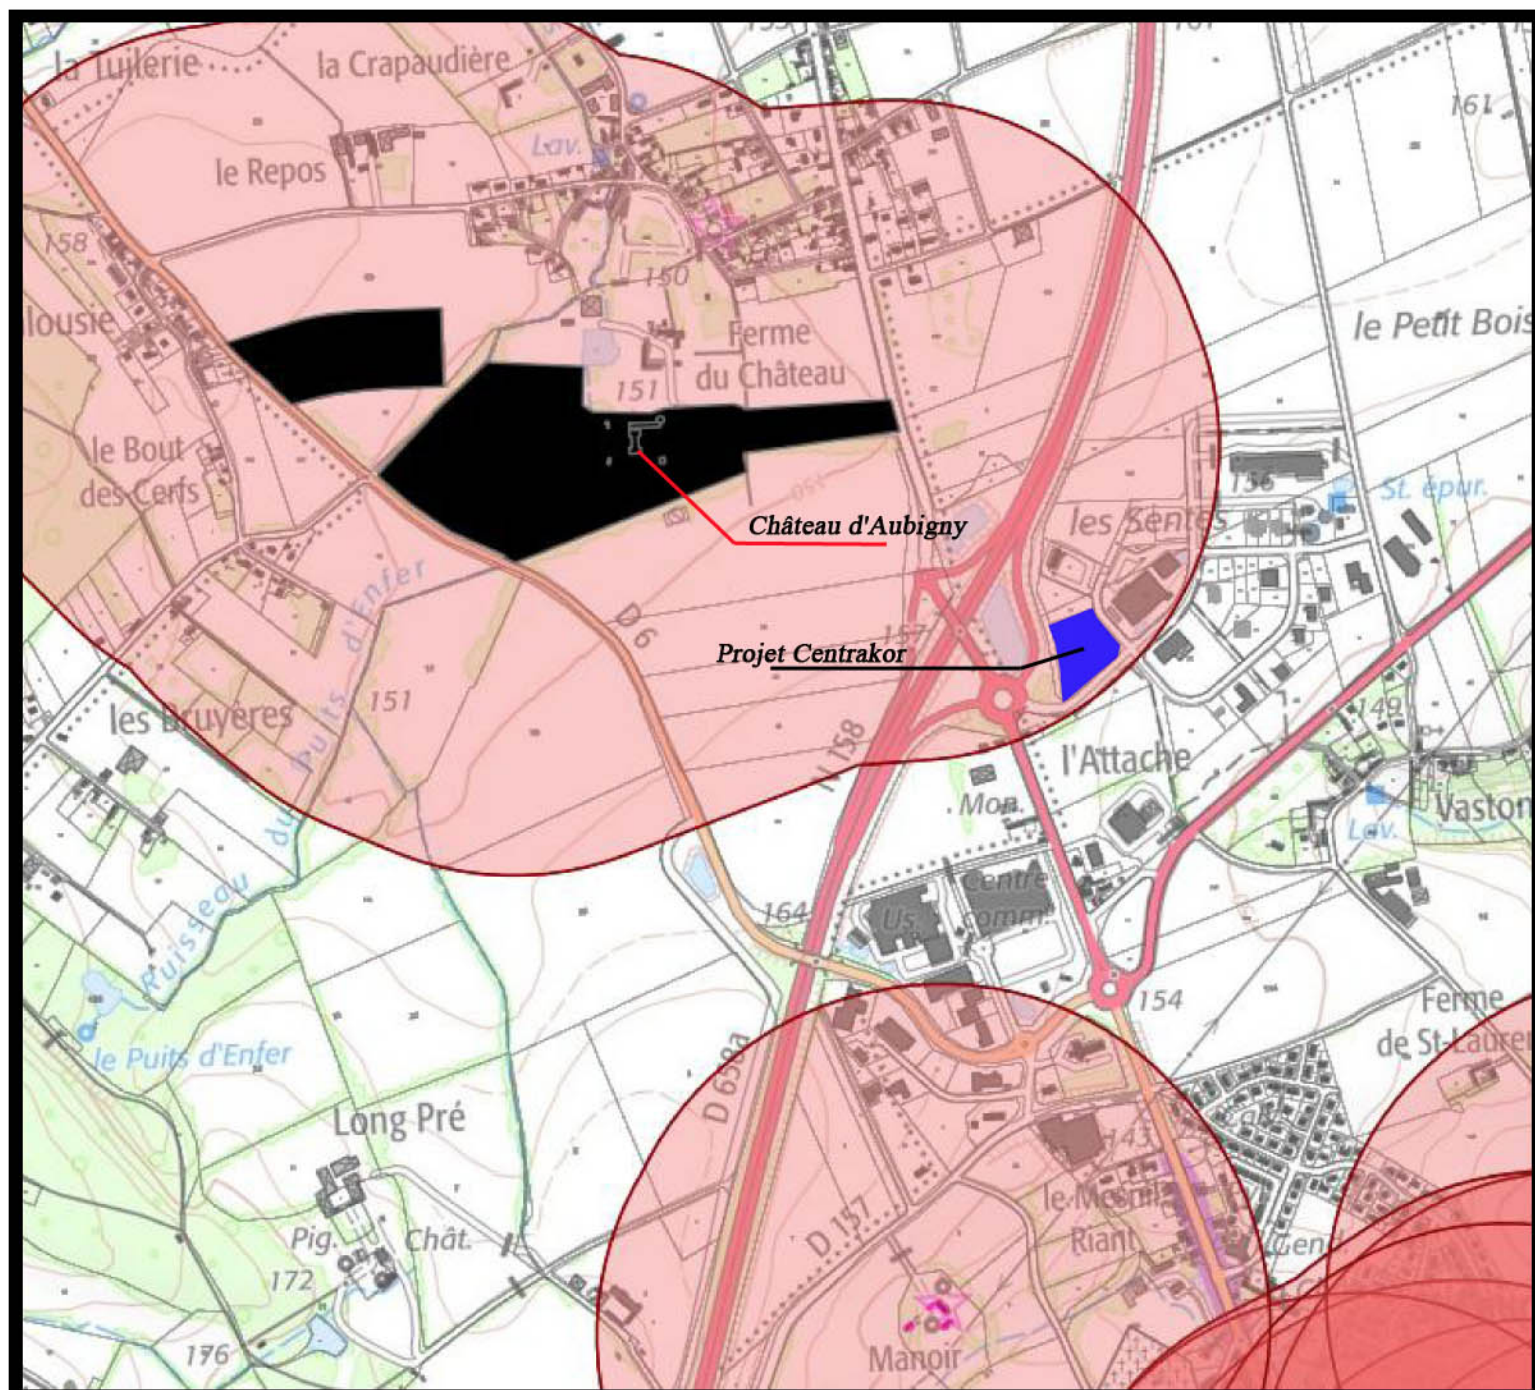 la Tuilerie
la Crapaudière
161
le Repos
Lav.
158
150
le Petit Bois
Ferme
du Château
151
le Bout
des Cerfs
156
St. épur.
les Sentes
Château d'Aubigny
D 6
157
Projet Centrakor
151
les Bruyères
N 158
149
l'Attache
Mon.
Vaston
Lav.
Ruisseau du Puits d'Enfer
164
Us.
Centre
comm.
154
Ferme
de St-Laure
le Puits d'Enfer
D 658a
Long Pré
143
le Mesnil
Riant
D 157
Pig.
Chât.
172
Gend.
Manoir
176